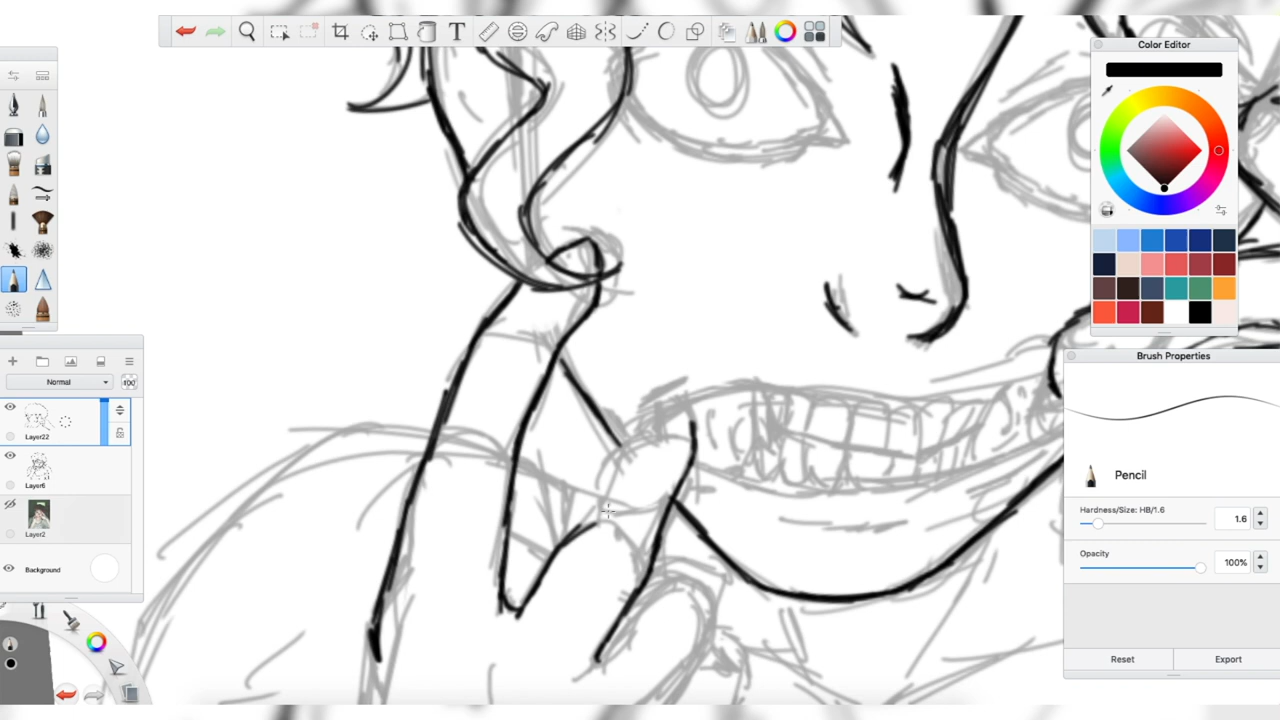 Color Editor
Normal
100
Layer22
Layer6
Layer2
Background
Brush Properties
Pencil
Hardness/Size: HB/1.6
1.6
Opacity
100%
Reset
Export